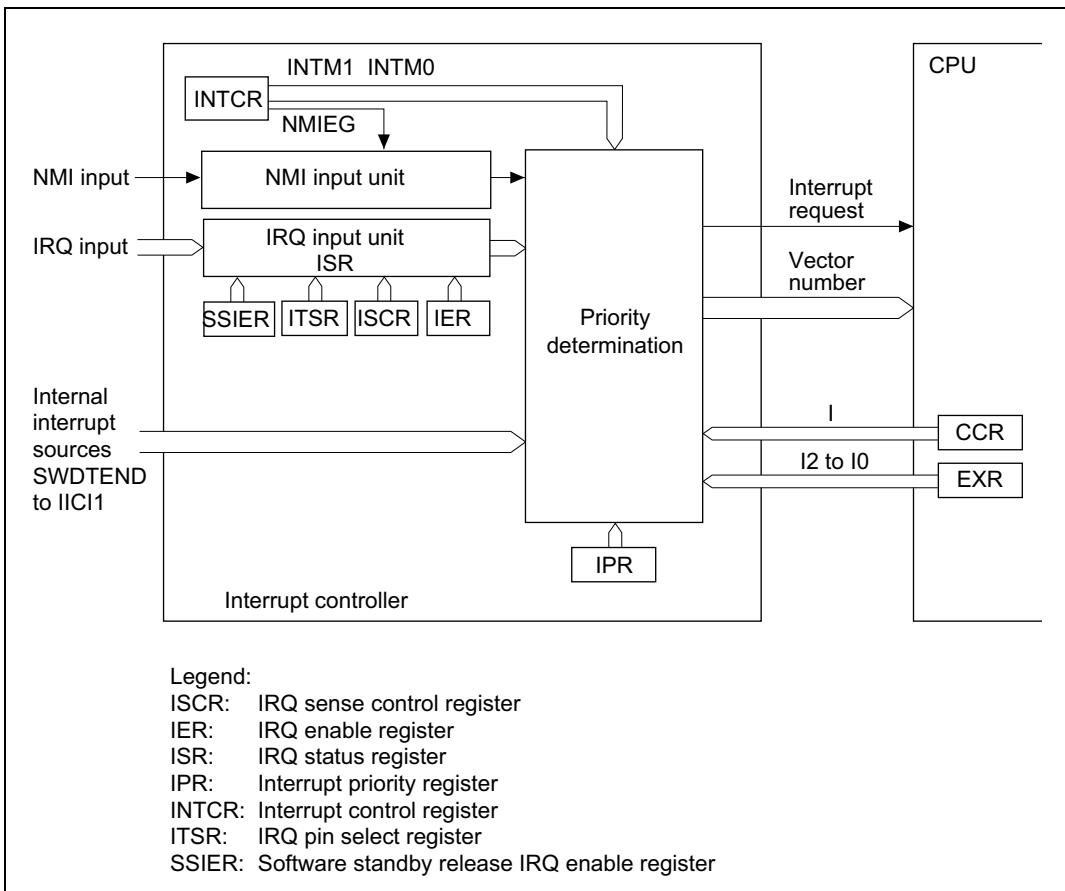 INTM1 INTM0
CPU
INTCR
NMIEG
NMI input
NMI input unit
Interrupt
request
IRQ input
IRQ input unit
ISR
Vector
number
SSIER
ITSR
ISCR
IER
Priority
determination
Internal
interrupt
sources
SWDTEND
to IICI1
I
CCR
I2 to I0
EXR
IPR
Interrupt controller
Legend:
ISCR: IRQ sense control register
IER: IRQ enable register
ISR: IRQ status register
IPR: Interrupt priority register
INTCR: Interrupt control register
ITSR: IRQ pin select register
SSIER: Software standby release IRQ enable register